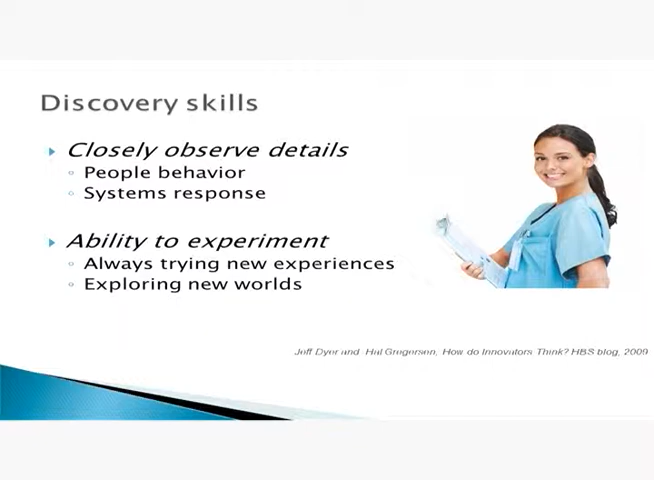 Discovery skills
Closely observe details
People behavior
Systems response
Ability to experiment
Always trying new experiences
Exploring new worlds
Jeff Dyer and Hal Gregersen, How do Innovators Think? HBS blog, 2009